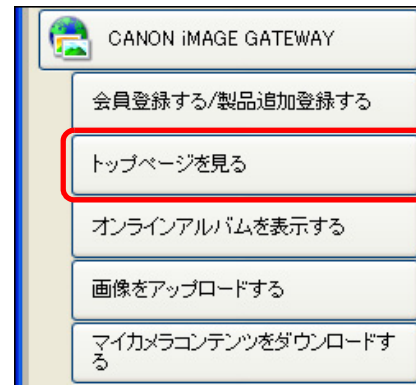 CANON iMAGE GATEWAY
会員登録する/製品追加登録する
トップページを見る
オンラインアルバムを表示する
画像をアップロードする
マイカメラコンテンツをダウンロードす
る